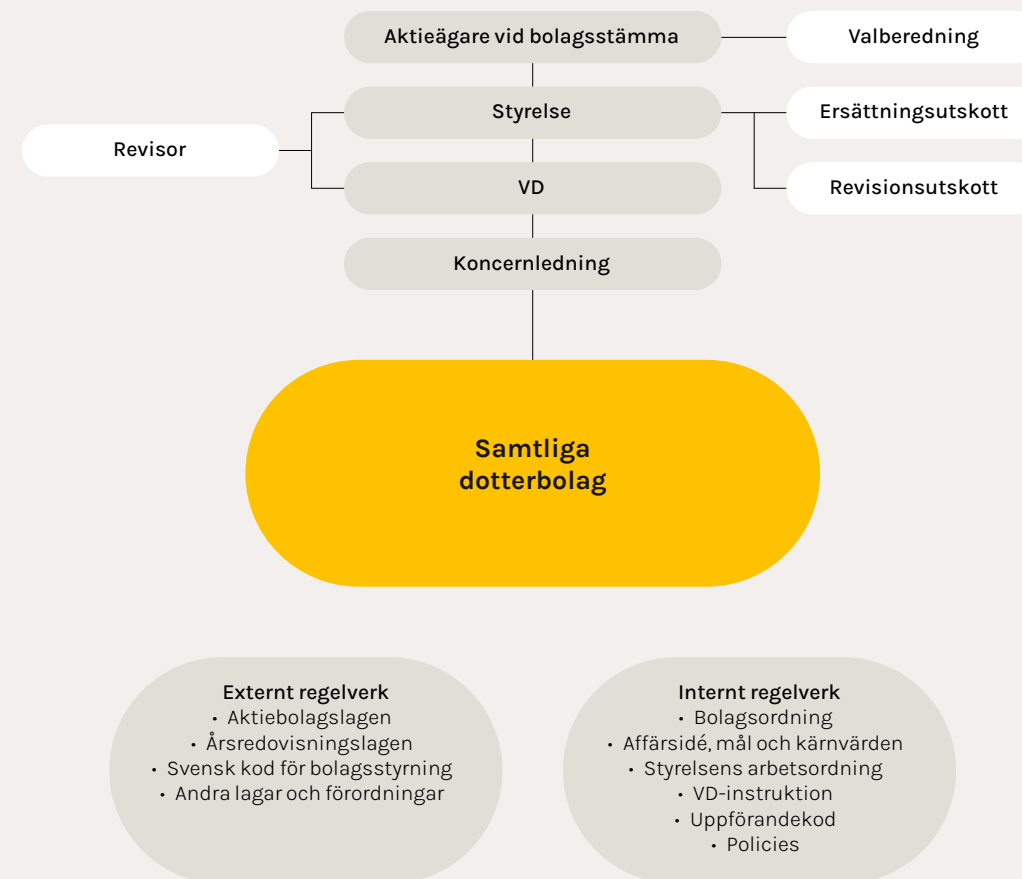 Aktieägare vid bolagsstämma
Valberedning
Styrelse
Ersättningsutskott
Revisor
VD
Revisionsutskott
Koncernledning
Samtliga
dotterbolag
Externt regelverk
• Aktiebolagslagen
• Årsredovisningslagen
• Svensk kod för bolagsstyrning
• Andra lagar och förordningar
Internt regelverk
• Bolagsordning
• Affärsidé, mål och kärnvärden
• Styrelsens arbetsordning
• VD-instruktion
• Uppförandekod
• Policies